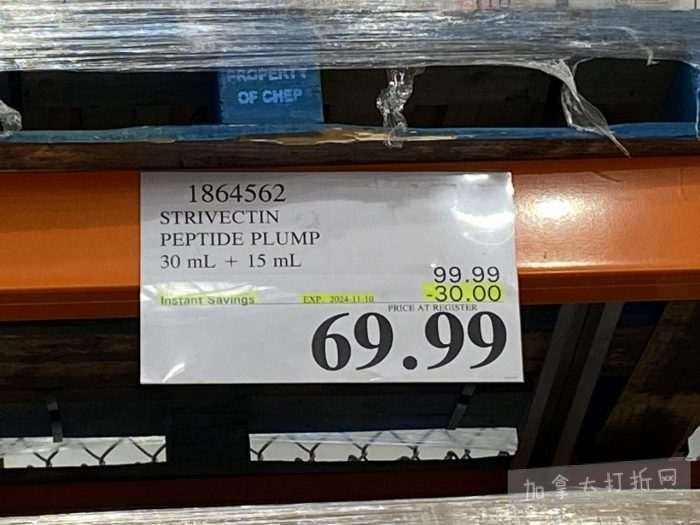 PROPERTY
OF CHEP
1864562
STRIVECTIN
PEPTIDE PLUMP
30 mL + 15 mL
99.99
Instant Savings EXP. 2024-11-10 -30.00
PRICE AT REGISTER
69.99
加拿大打折网